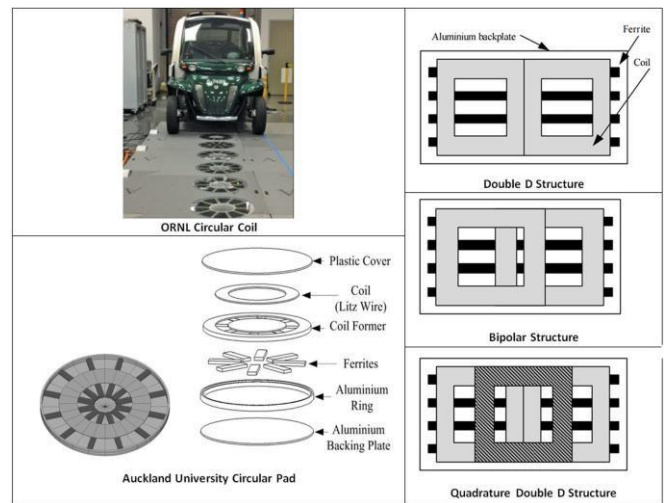 ORNL Circular Coil
Plastic Cover
Coil
(Litz Wire)
Coil Former
Ferrites
Aluminium
Ring
Aluminium
Backing Plate
Auckland University Circular Pad
Aluminium backplate
Ferrite
Coil
Double D Structure
Bipolar Structure
Quadrature Double D Structure